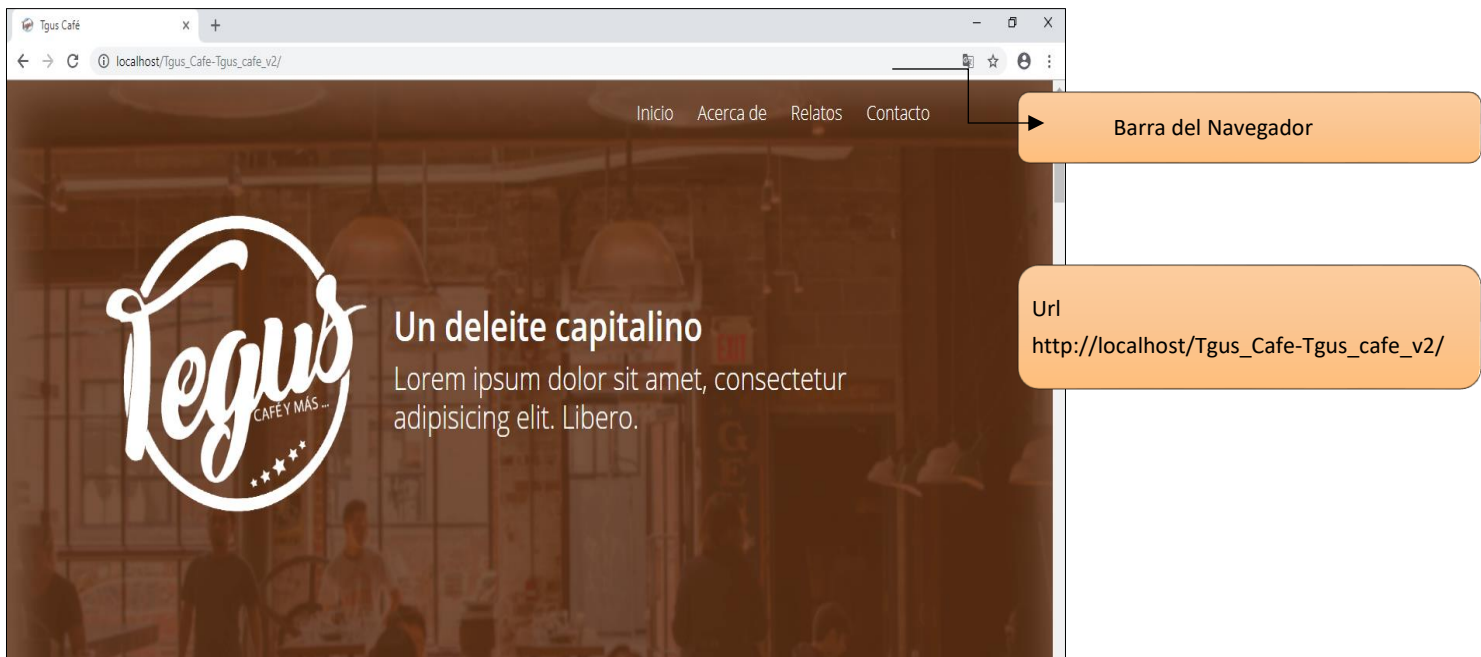 Tgus Café
localhost/Tgus_Cafe-Tgus_cafe_v2/
Inicio Acerca de Relatos Contacto
Barra del Navegador
Url
http://localhost/Tgus_Cafe-Tgus_cafe_v2/
Tegus
CAFÉ Y MÁS ...
Un deleite capitalino
Lorem ipsum dolor sit amet, consectetur
adipisicing elit. Libero.
EXIT